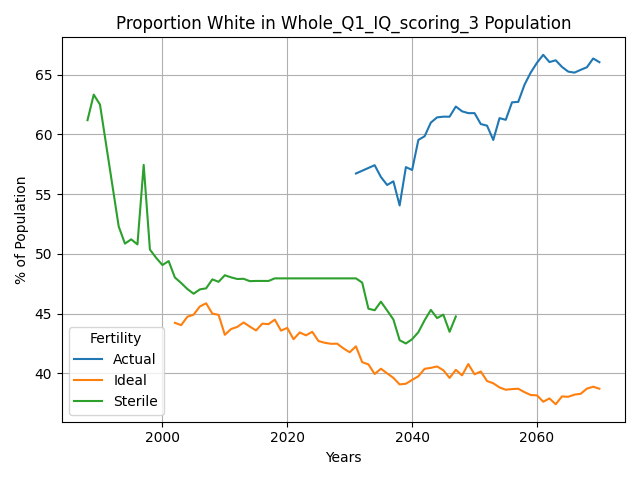 Proportion White in Whole_Q1_IQ_scoring_3 Population
% of Population
65
60
55
50
45
40
Fertility
Actual
Ideal
Sterile
2000 2020 2040 2060
Years